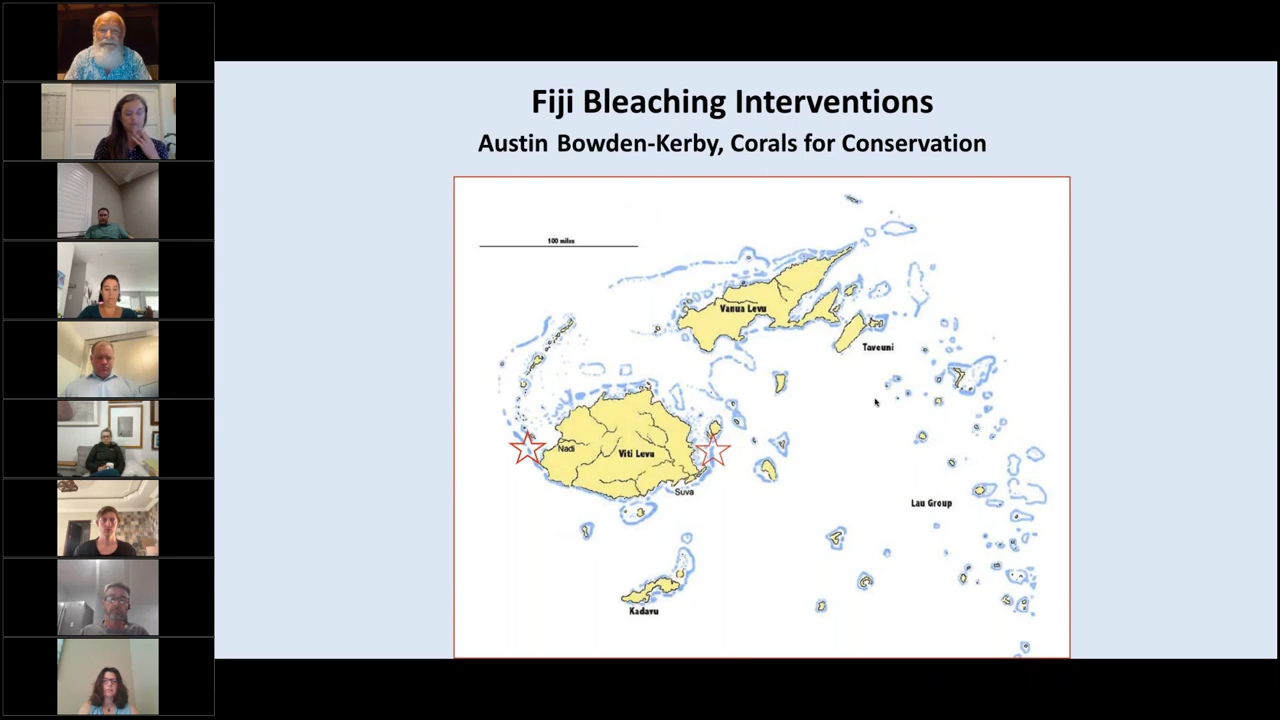 Fiji Bleaching Interventions
Austin Bowden-Kerby, Corals for Conservation
100 miles
Vanua Levu
Taveuni
Nadi
Viti Levu
Suva
Lau Group
Kadavu